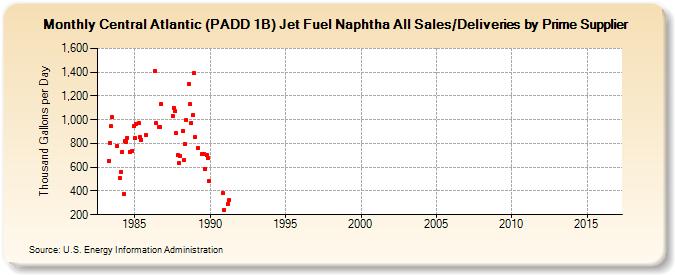 Monthly Central Atlantic (PADD 1B) Jet Fuel Naphtha All Sales/Deliveries by Prime Supplier
Thousand Gallons per Day
1,600
1,400
1,200
1,000
800
600
400
200
1985 1990 1995 2000 2005 2010 2015
Source: U.S. Energy Information Administration